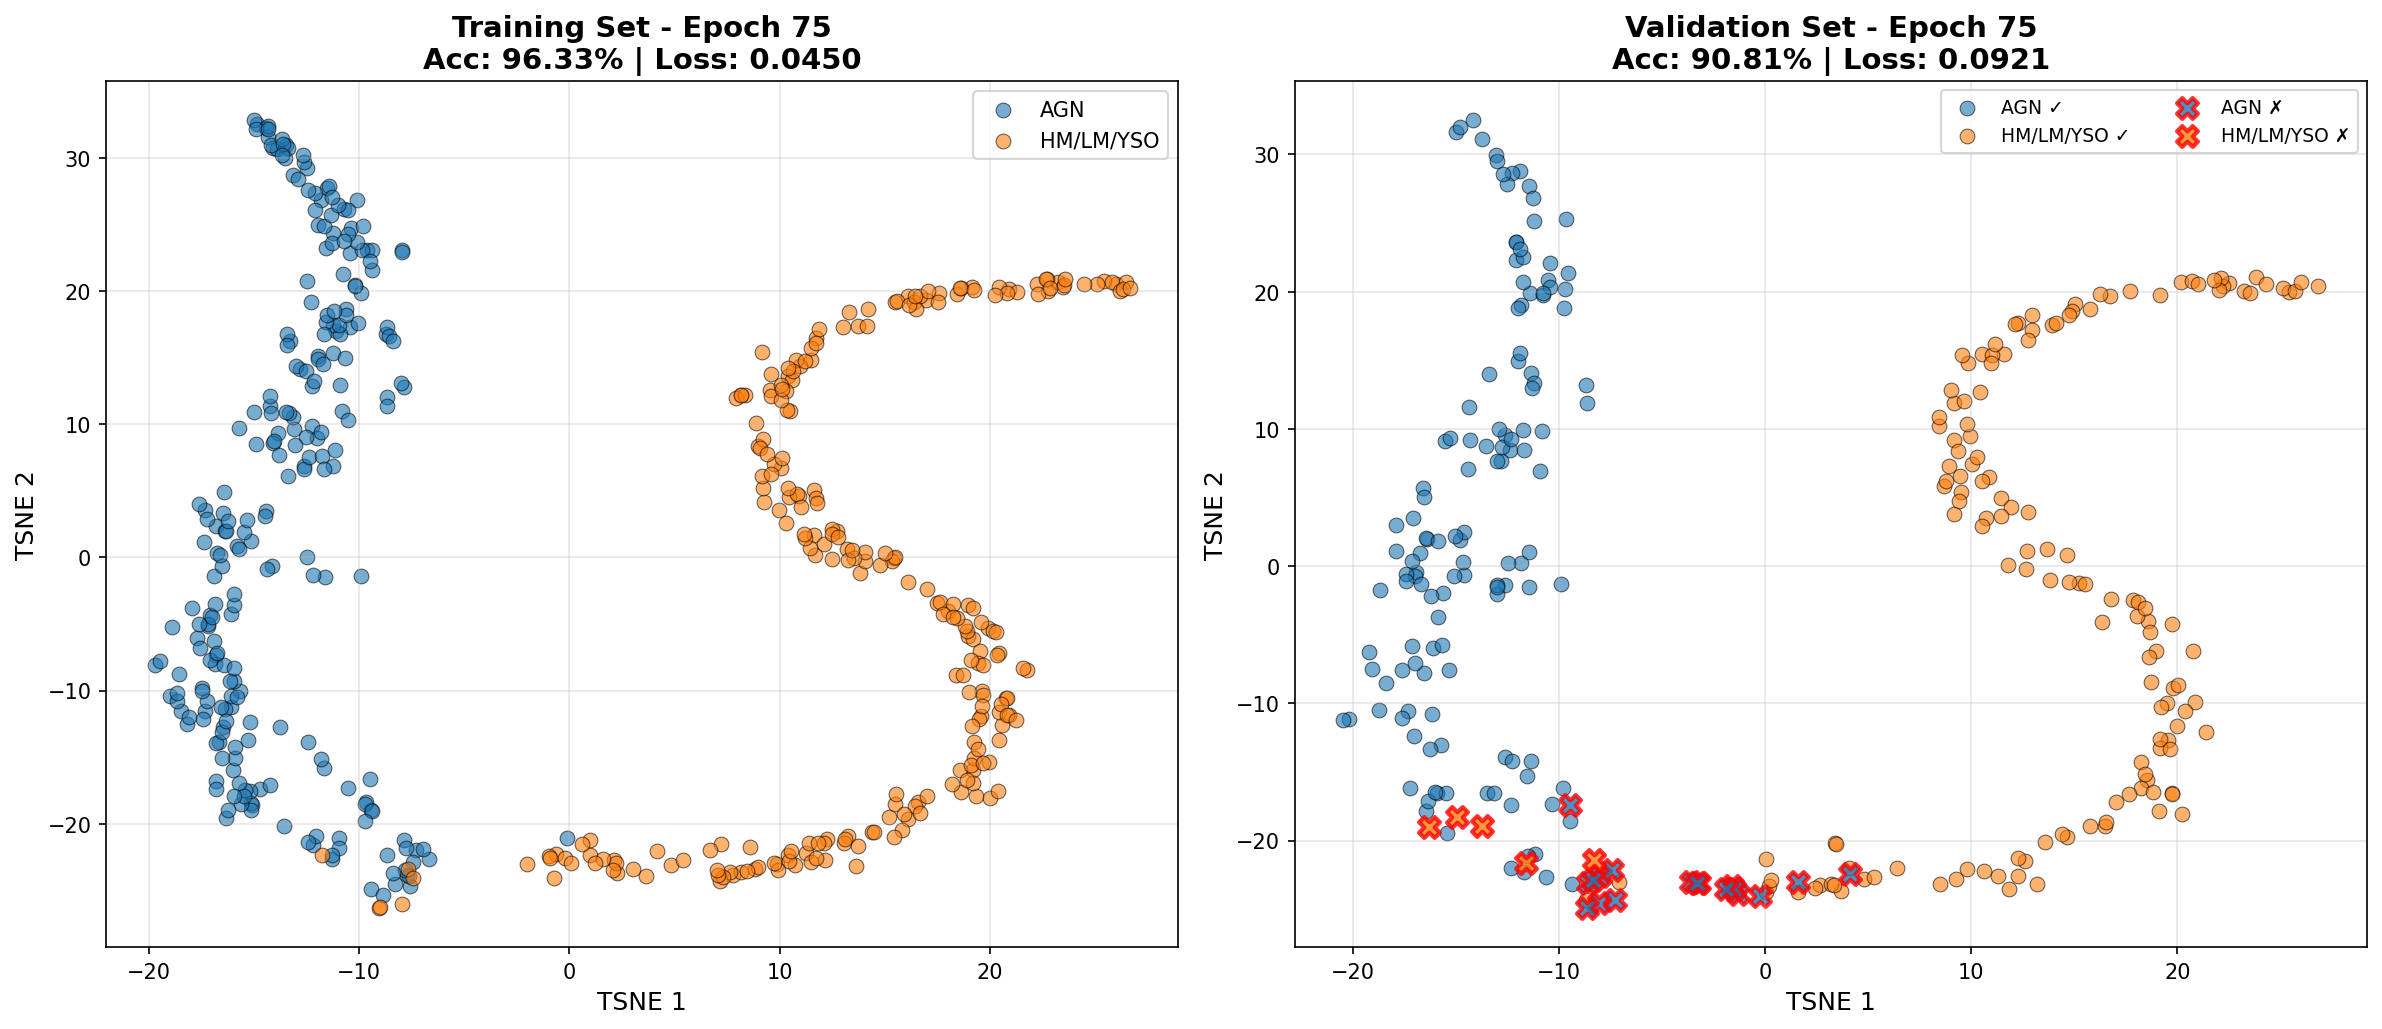 Training Set - Epoch 75
Acc: 96.33% | Loss: 0.0450
AGN
HM/LM/YSO
30
20
10
0
−10
−20
TSNE 2
−20
−10
0
10
20
TSNE 1
Validation Set - Epoch 75
Acc: 90.81% | Loss: 0.0921
AGN ✓
AGN ✗
HM/LM/YSO ✓
HM/LM/YSO ✗
30
20
10
0
−10
−20
TSNE 2
−20
−10
0
10
20
TSNE 1